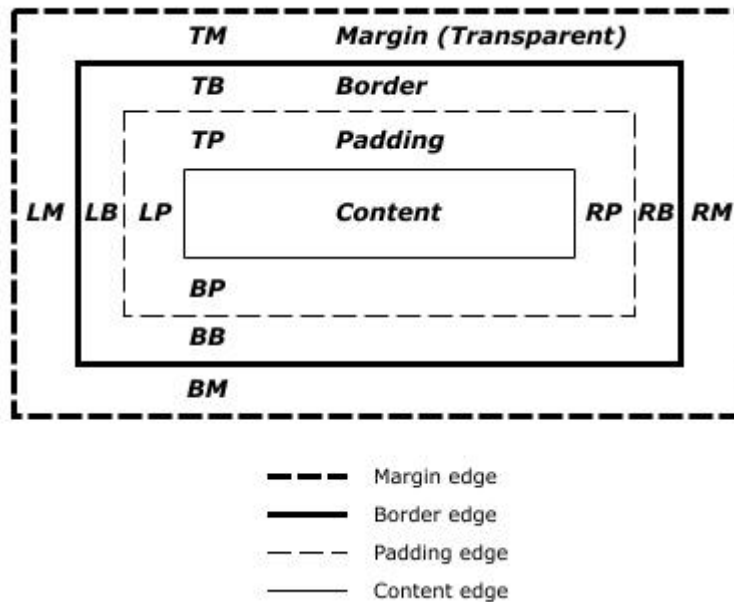 TM Margin (Transparent)
TB Border
TP Padding
LM LB LP Content RP RB RM
BP
BB
BM
Margin edge
Border edge
Padding edge
Content edge